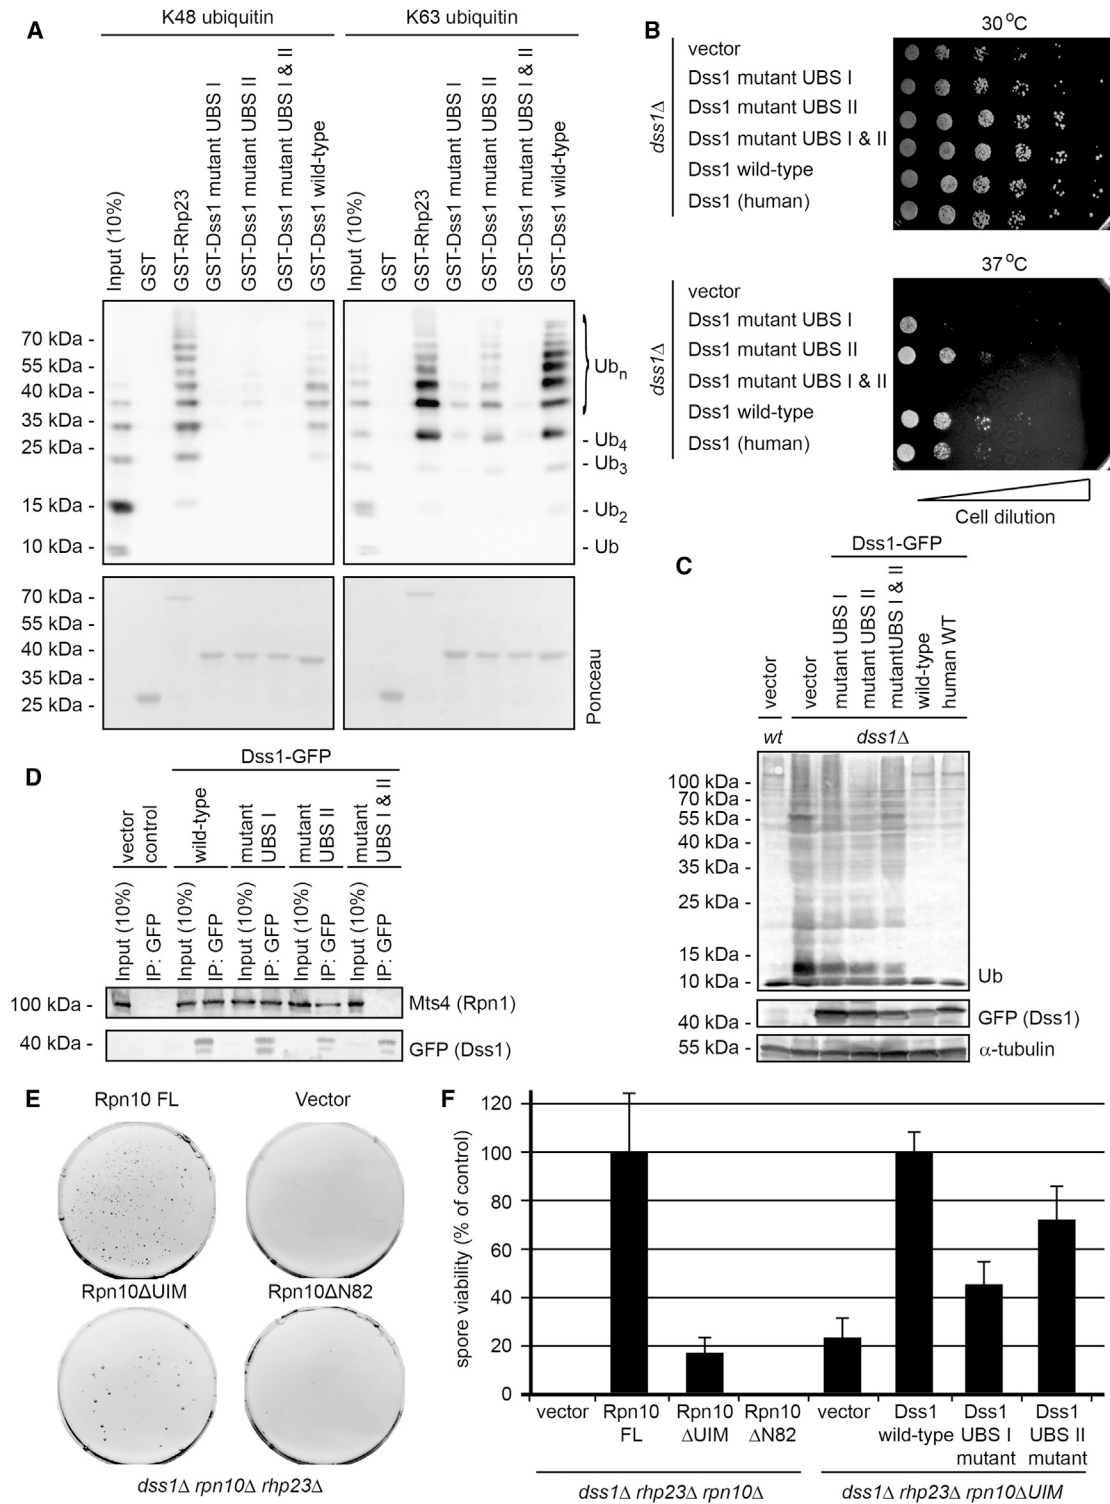 A
K48 ubiquitin
K63 ubiquitin
Input (10%)
GST
GST-Rhp23
GST-Dss1 mutant UBS I
GST-Dss1 mutant UBS II
GST-Dss1 mutant UBS I & II
GST-Dss1 wild-type
Input (10%)
GST
GST-Rhp23
GST-Dss1 mutant UBS I
GST-Dss1 mutant UBS II
GST-Dss1 mutant UBS I & II
GST-Dss1 wild-type
70 kDa -
55 kDa -
40 kDa -
35 kDa -
25 kDa -
15 kDa -
10 kDa -
Ubn
- Ub4
- Ub3
- Ub2
- Ub
70 kDa -
55 kDa -
40 kDa -
35 kDa -
25 kDa -
Ponceau
B
30 °C
dss1Δ
vector
Dss1 mutant UBS I
Dss1 mutant UBS II
Dss1 mutant UBS I & II
Dss1 wild-type
Dss1 (human)
37 °C
dss1Δ
vector
Dss1 mutant UBS I
Dss1 mutant UBS II
Dss1 mutant UBS I & II
Dss1 wild-type
Dss1 (human)
Cell dilution
C
Dss1-GFP
vector
vector
mutant UBS I
mutant UBS II
mutantUBS I & II
wild-type
human WT
wt
dss1Δ
100 kDa -
70 kDa -
55 kDa -
40 kDa -
35 kDa -
25 kDa -
15 kDa -
10 kDa -
Ub
40 kDa -
GFP (Dss1)
55 kDa -
α-tubulin
D
Dss1-GFP
vector
control
wild-type
mutant
UBS I
mutant
UBS II
mutant
UBS I & II
Input (10%)
IP: GFP
Input (10%)
IP: GFP
Input (10%)
IP: GFP
Input (10%)
IP: GFP
Input (10%)
IP: GFP
100 kDa -
Mts4 (Rpn1)
40 kDa -
GFP (Dss1)
E
Rpn10 FL
Vector
Rpn10ΔUIM
Rpn10ΔN82
dss1Δ rpn10Δ rhp23Δ
F
spore viability (% of control)
120
100
80
60
40
20
0
vector
Rpn10
FL
Rpn10
ΔUIM
Rpn10
ΔN82
vector
Dss1
wild-type
Dss1
UBS I
mutant
Dss1
UBS II
mutant
dss1Δ rhp23Δ rpn10Δ
dss1Δ rhp23Δ rpn10ΔUIM